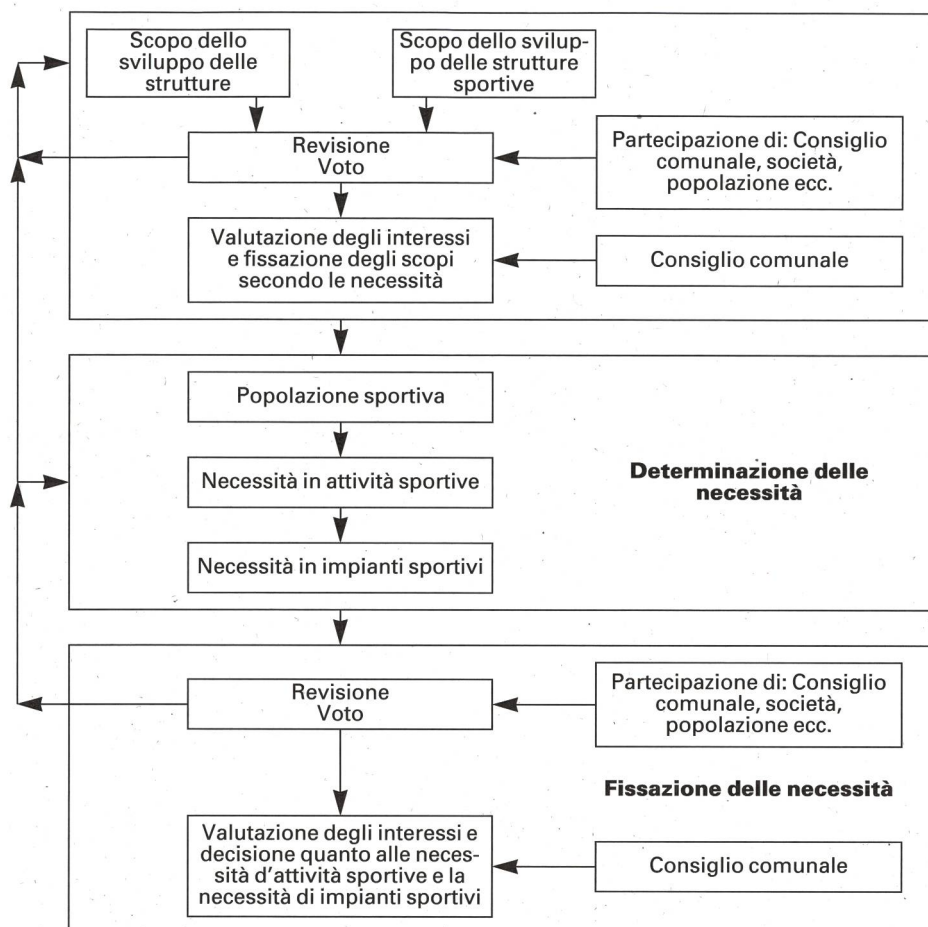 Scopo dello
sviluppo delle
strutture
Scopo dello svilup-
po delle strutture
sportive
Revisione
Voto
Partecipazione di: Consiglio
comunale, società,
popolazione ecc.
Valutazione degli interessi
e fissazione degli scopi
secondo le necessità
Consiglio comunale
Popolazione sportiva
Necessità in attività sportive
Necessità in impianti sportivi
Determinazione delle
necessità
Revisione
Voto
Partecipazione di: Consiglio
comunale, società,
popolazione ecc.
Fissazione delle necessità
Valutazione degli interessi e
decisione quanto alle neces-
sità d'attività sportive e la
necessità di impianti sportivi
Consiglio comunale